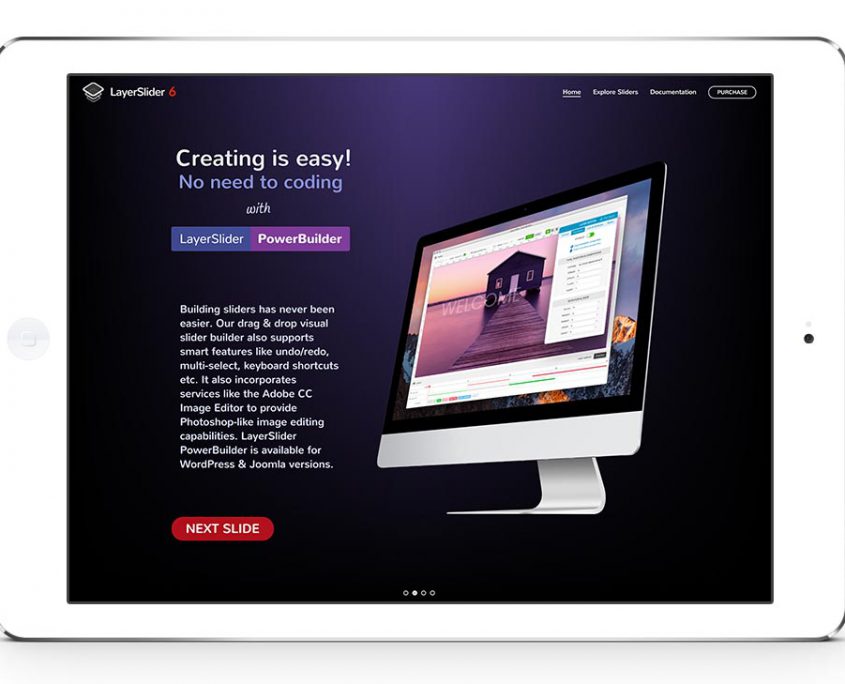 LayerSlider 6
Home Explore Sliders Documentation PURCHASE
Creating is easy!
No need to coding
with
LayerSlider PowerBuilder
WELCOME
Building sliders has never been
easier. Our drag & drop visual
slider builder also supports
smart features like undo/redo,
multi-select, keyboard shortcuts
etc. It also incorporates
services like the Adobe CC
Image Editor to provide
Photoshop-like image editing
capabilities. LayerSlider
PowerBuilder is available for
WordPress & Joomla versions.
NEXT SLIDE